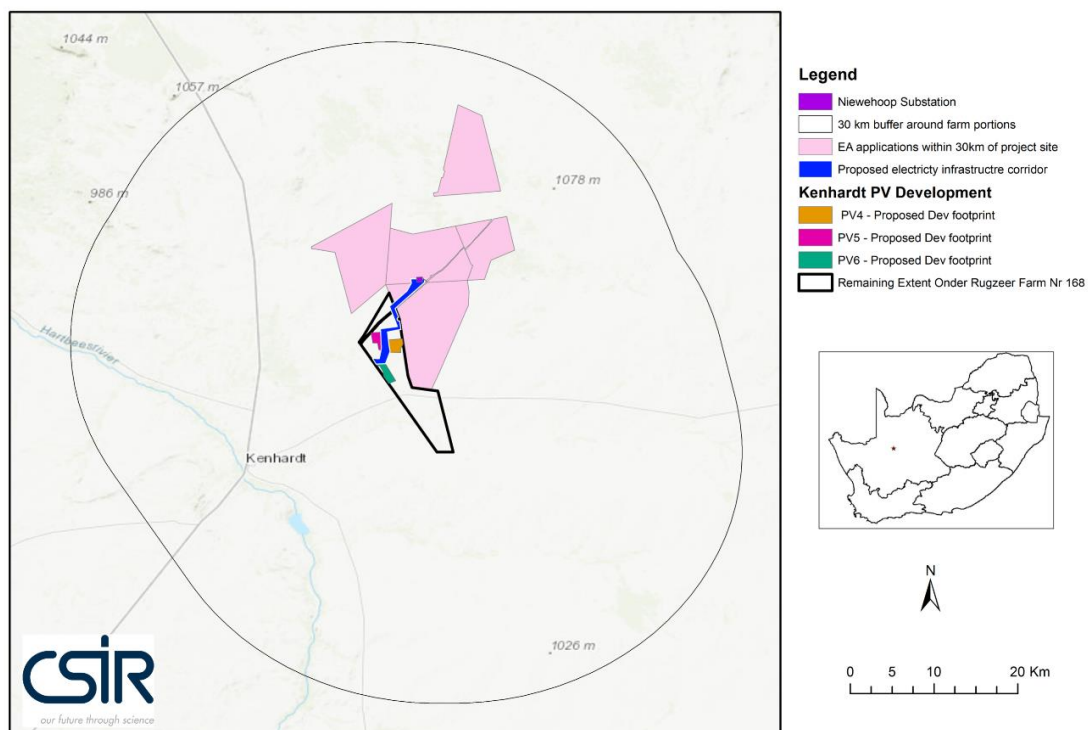 1044 m
1057 m
986 m
1078 m
Hartbeesrivier
Kenhardt
1026 m
CSIR
our future through science
Legend
Niewehoop Substation
30 km buffer around farm portions
EA applications within 30km of project site
Proposed electricty infrastructre corridor
Kenhardt PV Development
PV4 - Proposed Dev footprint
PV5 - Proposed Dev footprint
PV6 - Proposed Dev footprint
Remaining Extent Onder Rugzeer Farm Nr 168
N
0 5 10 20 Km